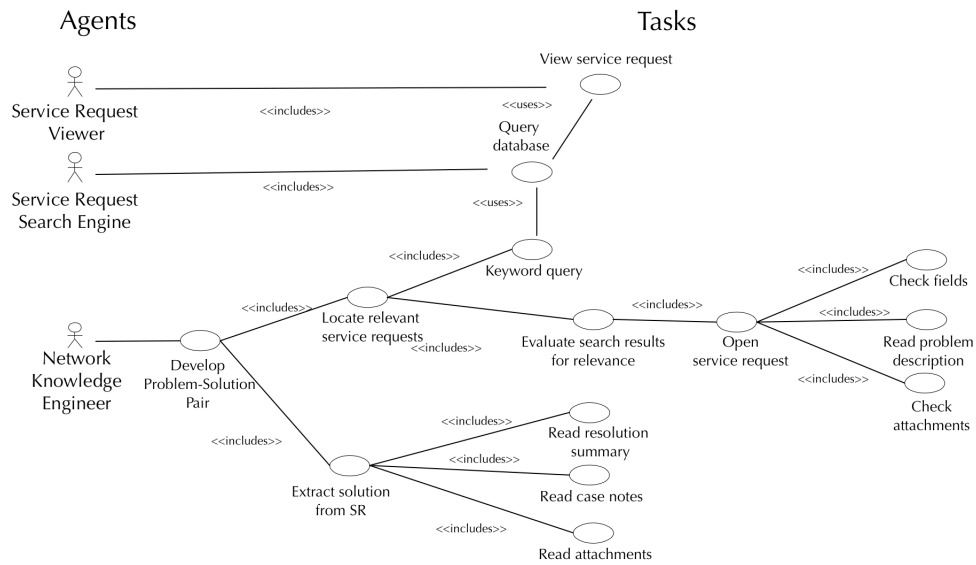 Agents
Tasks
View service request
<<includes>>
<<uses>>
Service Request
Viewer
Query
database
<<includes>>
Service Request
Search Engine
<<uses>>
<<includes>>
Keyword query
<<includes>>
Check fields
<<includes>>
Locate relevant
service requests
<<includes>>
<<includes>>
<<includes>>
Evaluate search results
for relevance
Open
service request
Read problem
description
Network
Knowledge
Engineer
Develop
Problem-Solution
Pair
<<includes>>
Check
attachments
<<includes>>
<<includes>>
Read resolution
summary
<<includes>>
Extract solution
from SR
Read case notes
<<includes>>
Read attachments